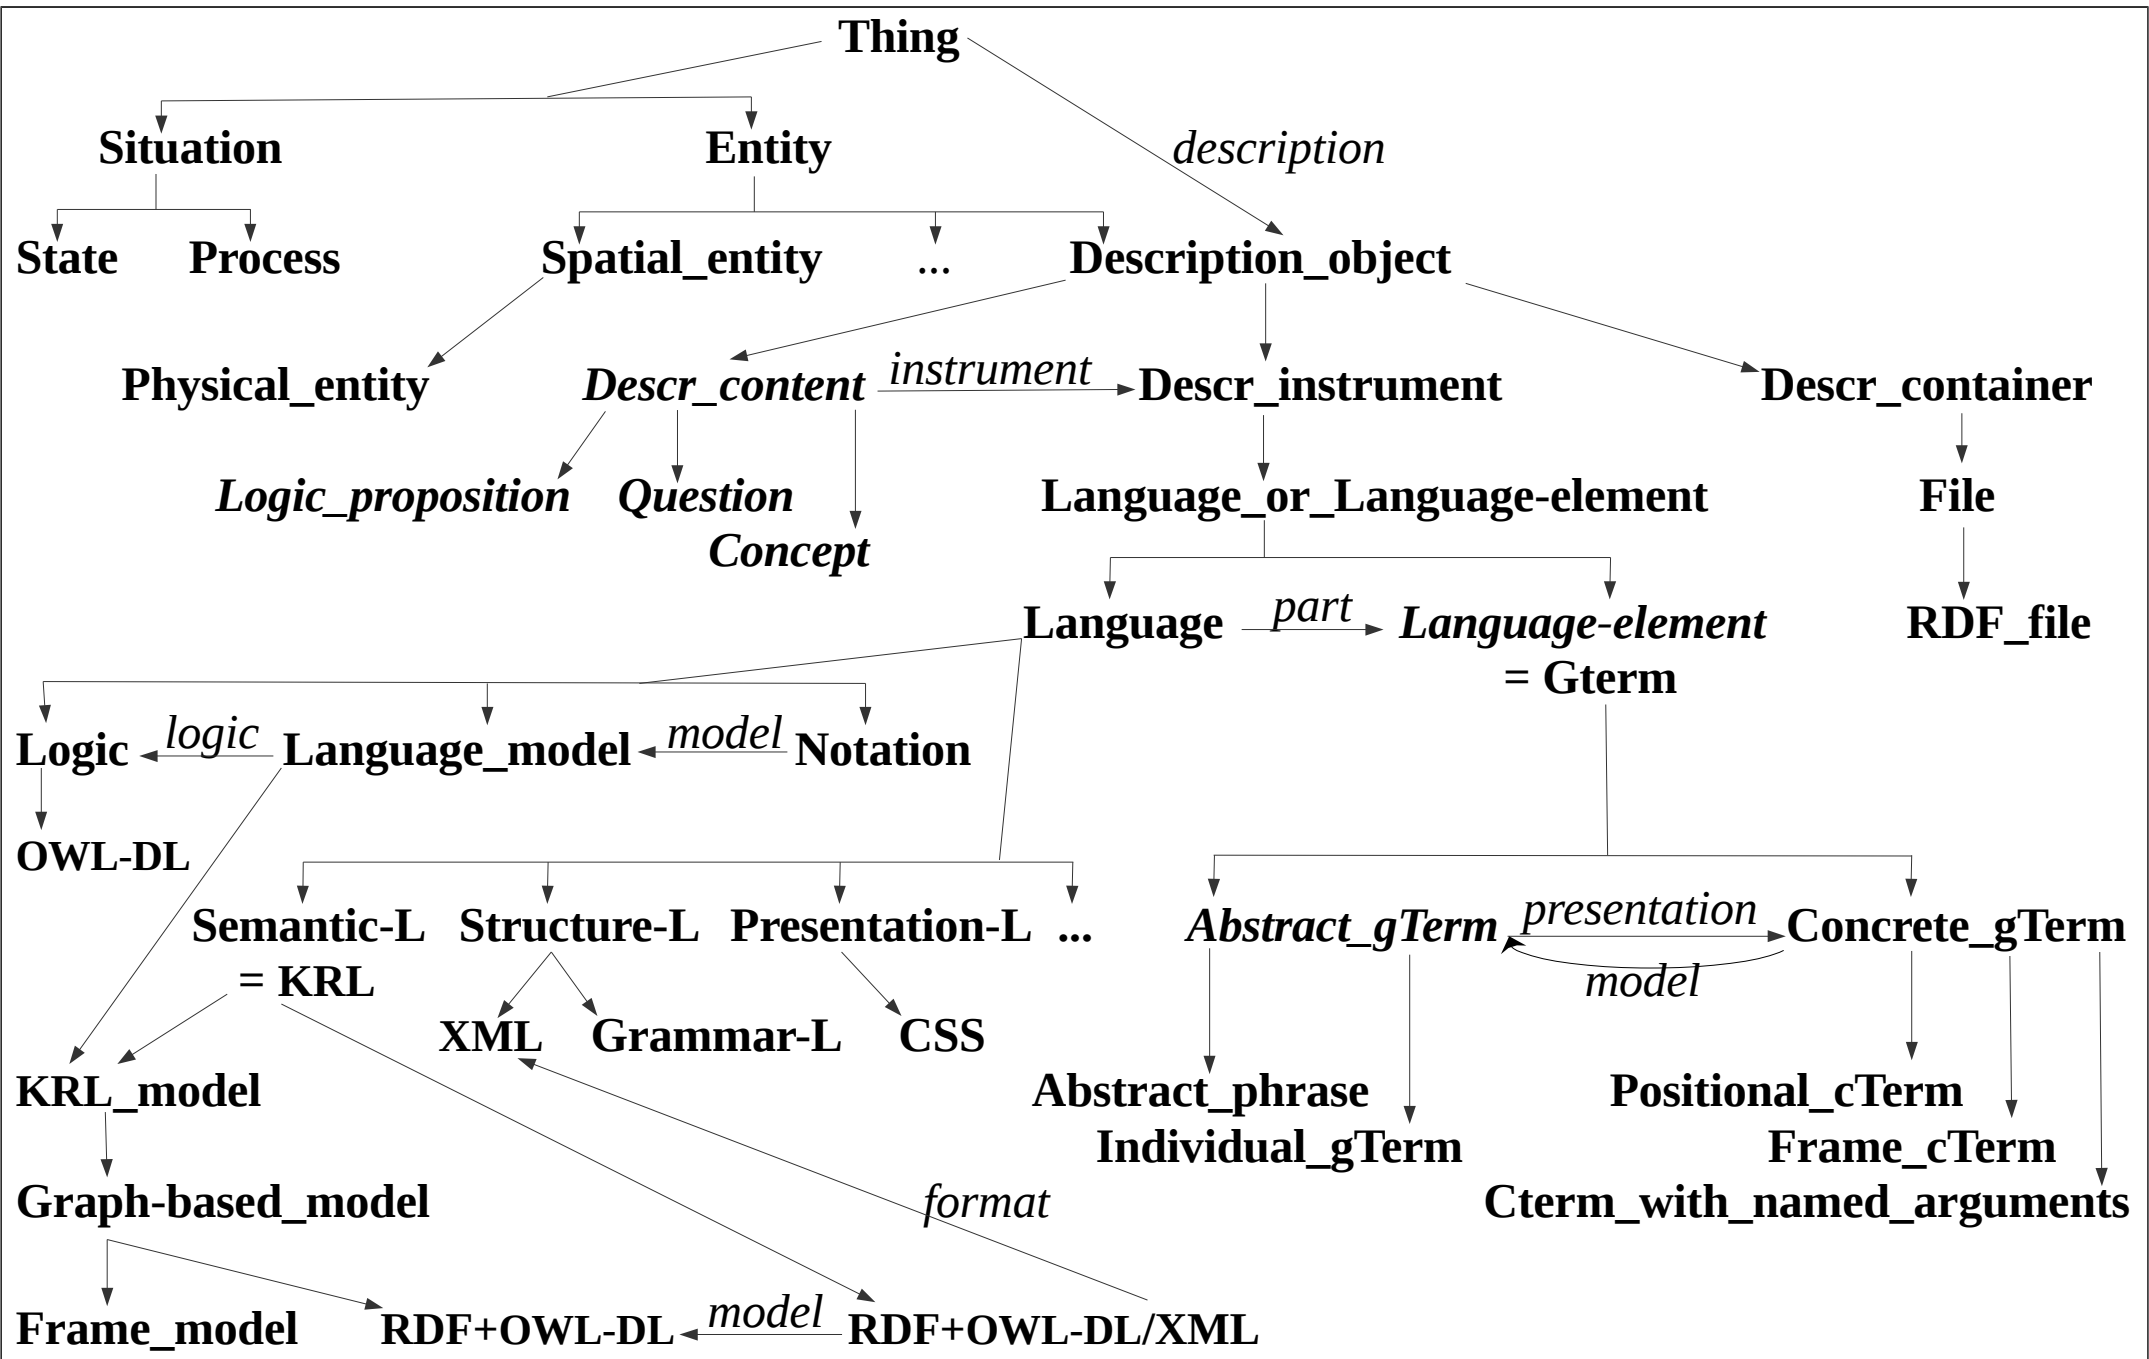 Thing
description
Situation
Entity
State
Process
Spatial_entity
...
Description_object
Physical_entity
Descr_content
instrument
Descr_instrument
Descr_container
Logic_proposition
Question
Language_or_Language-element
File
Concept
Language
part
Language-element
= Gterm
RDF_file
Logic
logic
Language_model
model
Notation
OWL-DL
Semantic-L
= KRL
Structure-L
Presentation-L
...
Abstract_gTerm
presentation
Concrete_gTerm
model
XML
Grammar-L
CSS
KRL_model
Abstract_phrase
Positional_cTerm
Individual_gTerm
Frame_cTerm
Graph-based_model
format
Cterm_with_named_arguments
Frame_model
RDF+OWL-DL
model
RDF+OWL-DL/XML